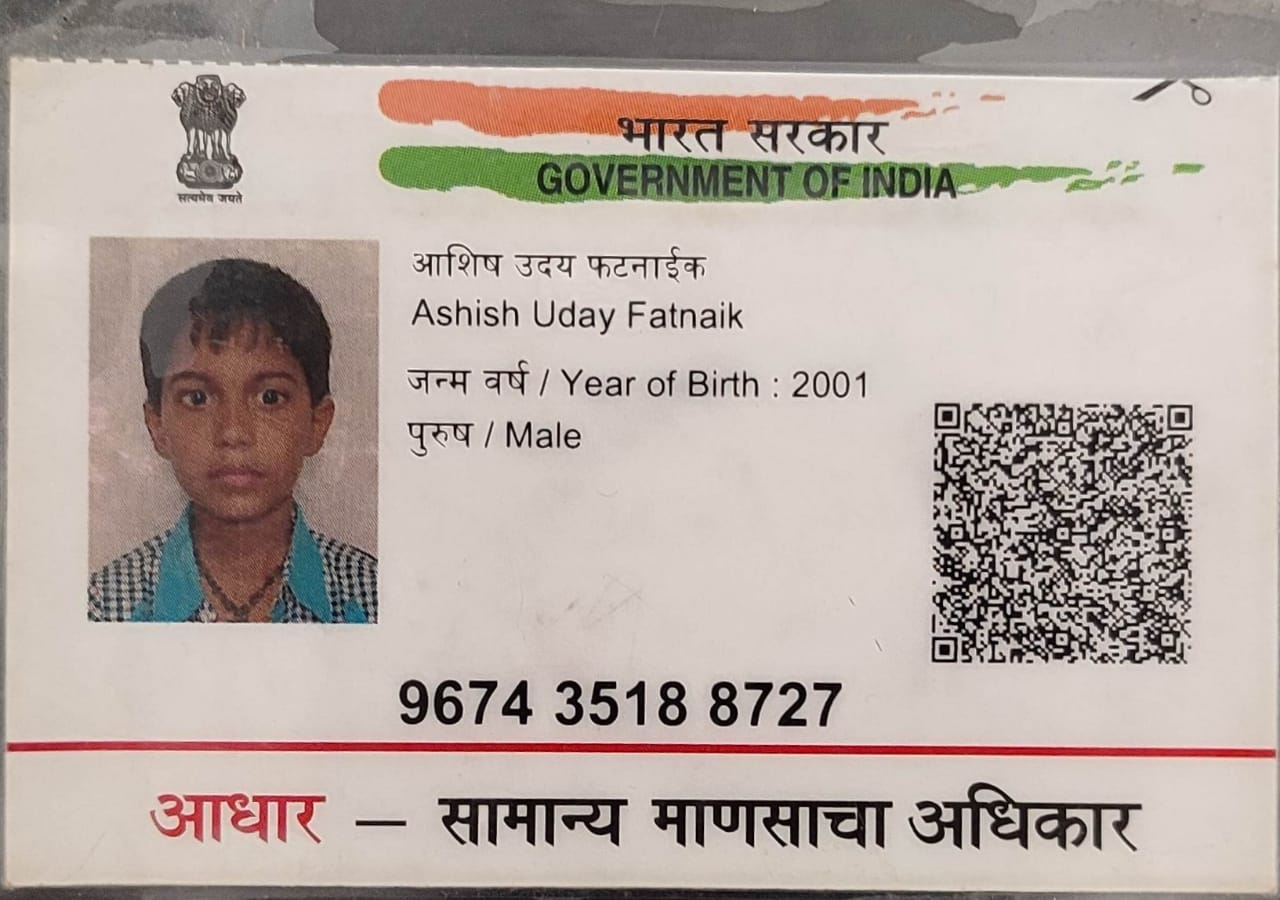 सत्यमेव जयते
भारत सरकार
GOVERNMENT OF INDIA
आशिष उदय फटनाईक
Ashish Uday Fatnaik
जन्म वर्ष / Year of Birth : 2001
पुरुष / Male
9674 3518 8727
आधार — सामान्य माणसाचा अधिकार